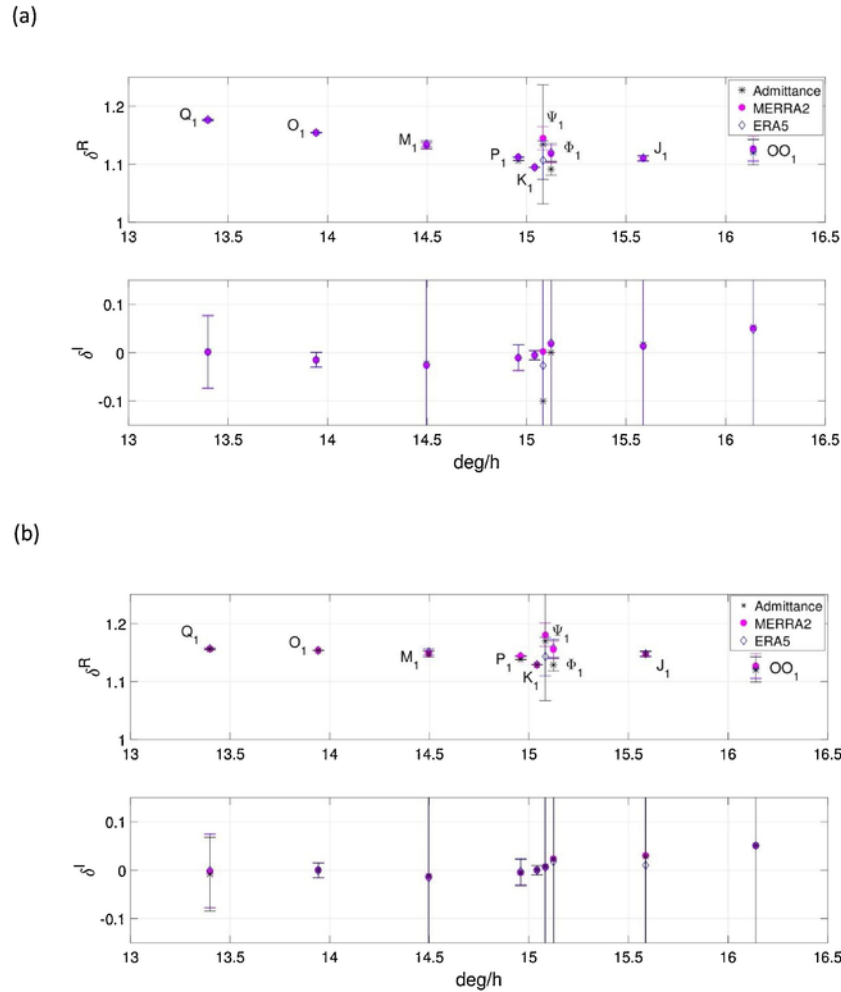 (a)
1.2
1.1
1
δR
Q1
O1
M1
P1
K1
Ψ1
Φ1
J1
OO1
Admittance
MERRA2
ERA5
13 13.5 14 14.5 15 15.5 16 16.5
0.1
0
-0.1
δI
13 13.5 14 14.5 15 15.5 16 16.5
deg/h
(b)
1.2
1.1
1
δR
Q1
O1
M1
P1
K1
Ψ1
Φ1
J1
OO1
Admittance
MERRA2
ERA5
13 13.5 14 14.5 15 15.5 16 16.5
0.1
0
-0.1
δI
13 13.5 14 14.5 15 15.5 16 16.5
deg/h